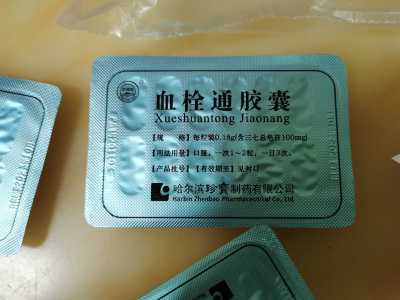 血栓通胶囊
Xueshuantong Jiaonang
【规　格】每粒装0.18g(含三七总皂苷100mg)
【用法用量】口服。一次1～2粒，一日3次。
【产品批号】【有效期至】见封口
哈尔滨珍宝制药有限公司
Harbin Zhenbao Pharmaceutical Co., Ltd.